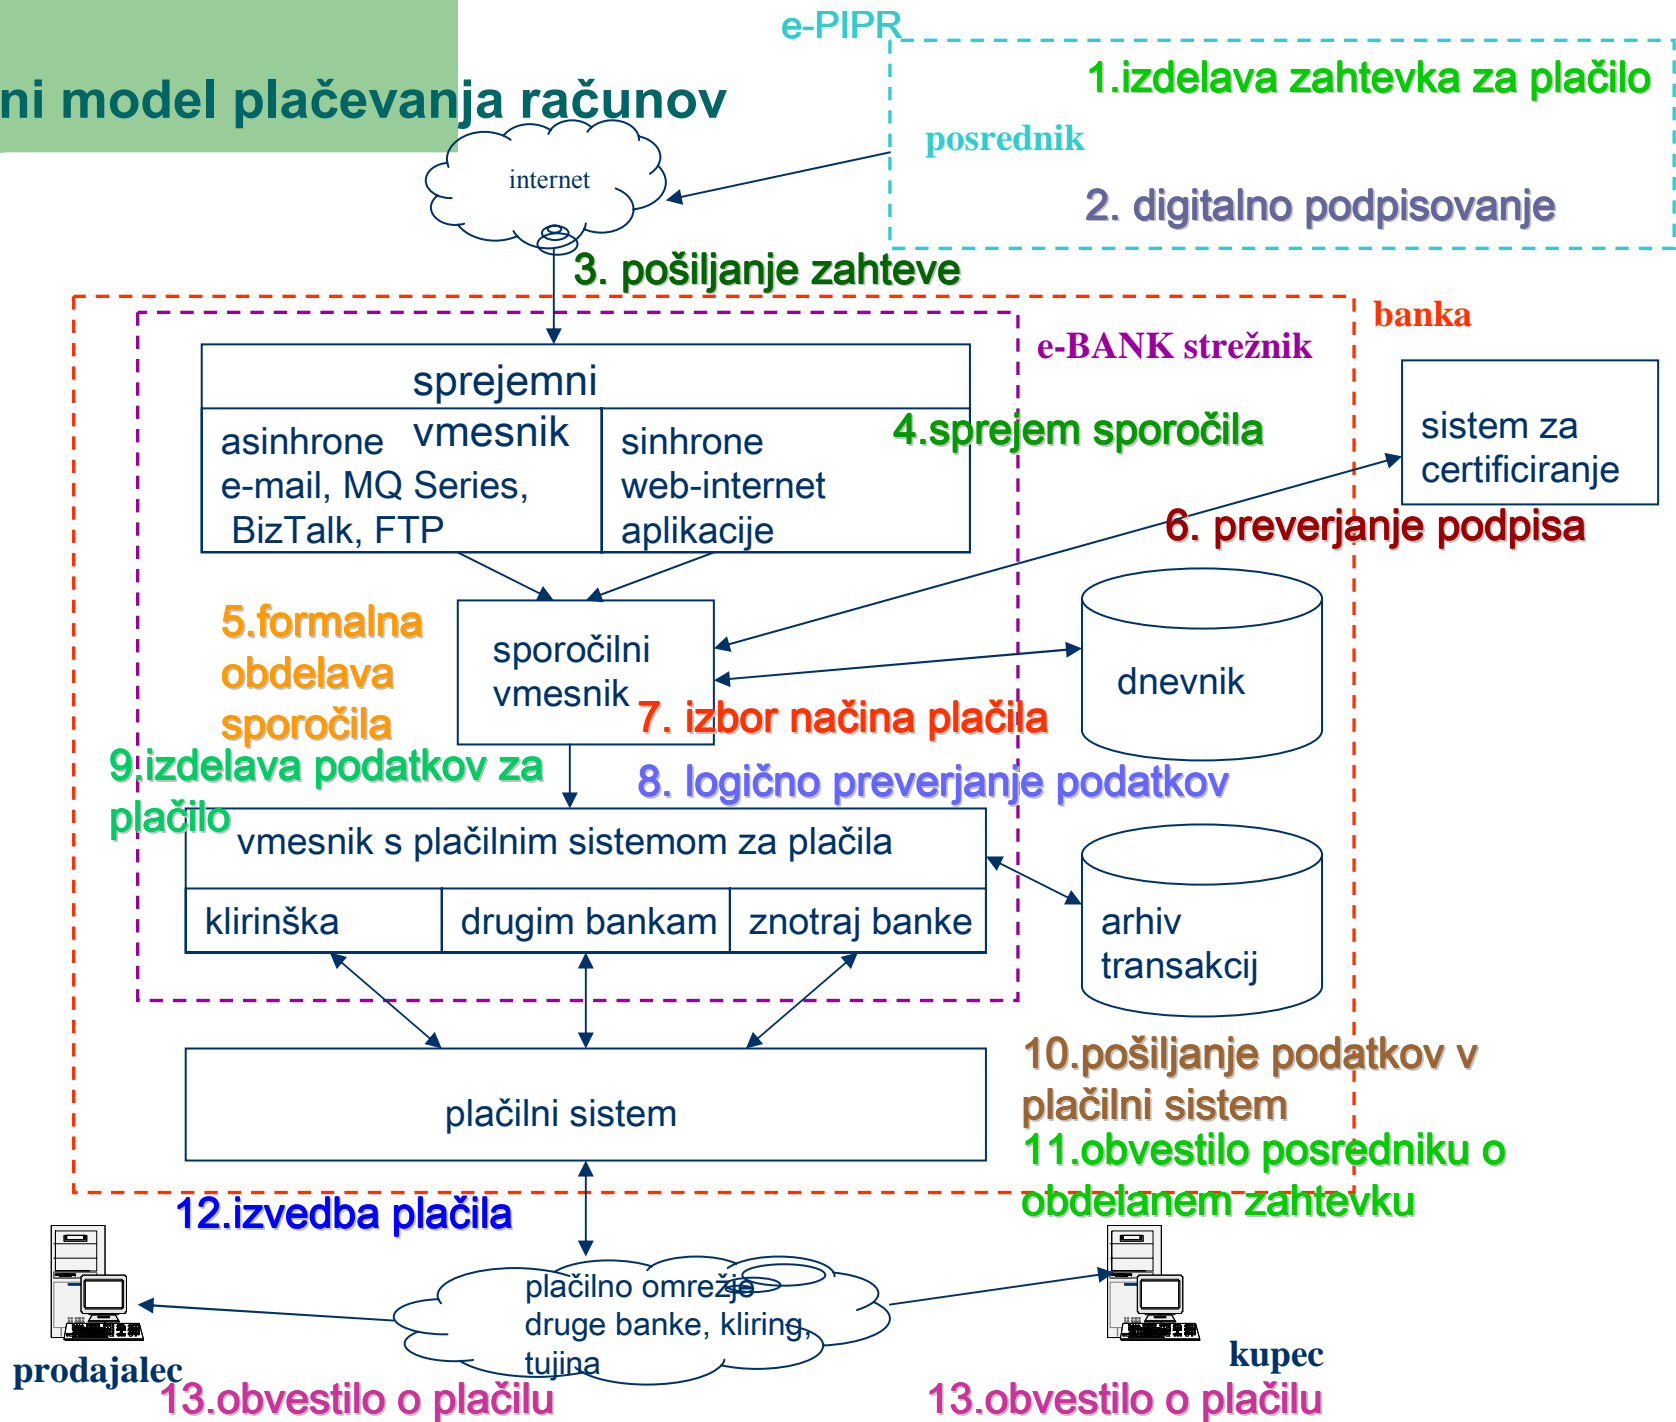 e-PIPR
ni model plačevanja računov
1.izdelava zahtevka za plačilo
posrednik
internet
2. digitalno podpisovanje
3. pošiljanje zahteve
banka
e-BANK strežnik
sprejemni
vmesnik
asinhrone
e-mail, MQ Series,
BizTalk, FTP
sinhrone
web-internet
aplikacije
4.sprejem sporočila
sistem za
certificiranje
6. preverjanje podpisa
5.formalna
obdelava
sporočila
sporočilni
vmesnik
dnevnik
7. izbor načina plačila
9.izdelava podatkov za
plačilo
8. logično preverjanje podatkov
vmesnik s plačilnim sistemom za plačila
klirinška
drugim bankam
znotraj banke
arhiv
transakcij
10.pošiljanje podatkov v
plačilni sistem
plačilni sistem
11.obvestilo posredniku o
obdelanem zahtevku
12.izvedba plačila
plačilno omrežje
druge banke, kliring,
tujina
prodajalec
kupec
13.obvestilo o plačilu
13.obvestilo o plačilu